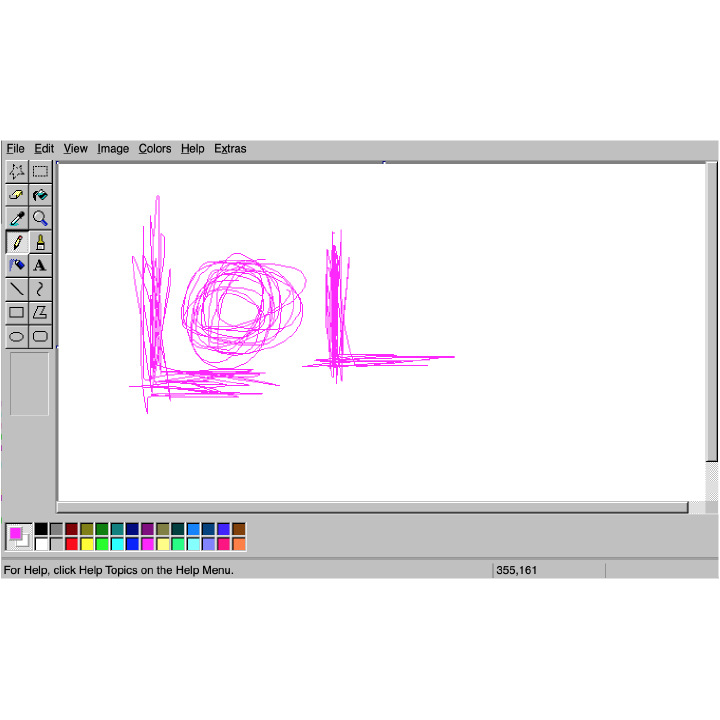 File Edit View Image Colors Help Extras
LOL
A
For Help, click Help Topics on the Help Menu. 355,161